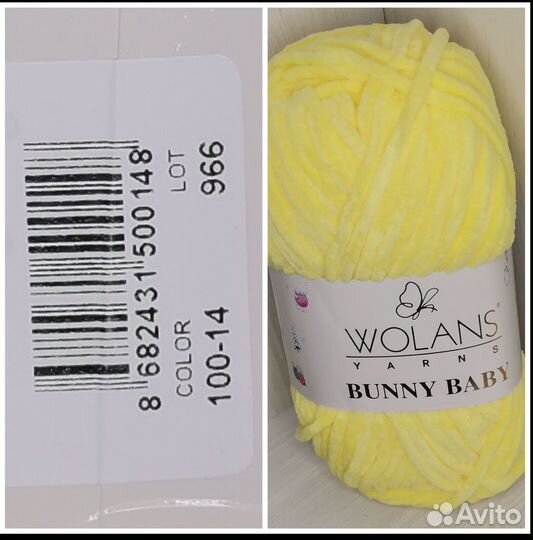 8 682431 500148
COLOR LOT
100-14 966
WOLANS®
YARNS
BUNNY BABY
Avito